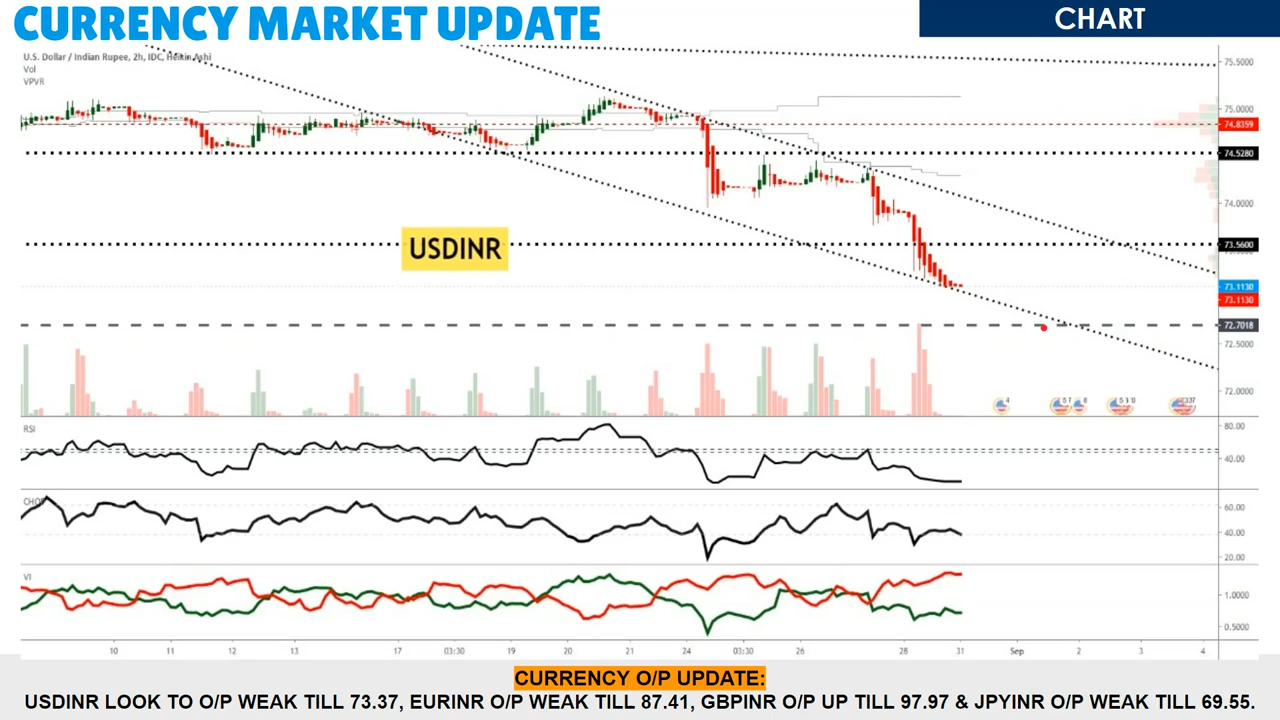 CURRENCY MARKET UPDATE
CHART
U.S. Dollar / Indian Rupee, 2h, IDC, Heikin Ashi
Vol
VPVR
75.5000
75.0000
74.8359
74.5280
74.0000
USDINR
73.5600
73.1130
73.1130
72.7018
72.5000
72.0000
RSI
80.00
40.00
CHOP
60.00
40.00
20.00
VI
1.0000
0.5000
10 11 12 13 17 03:30 19 20 21 24 03:30 26 28 31 Sep 2 3 4
CURRENCY O/P UPDATE:
USDINR LOOK TO O/P WEAK TILL 73.37, EURINR O/P WEAK TILL 87.41, GBPINR O/P UP TILL 97.97 & JPYINR O/P WEAK TILL 69.55.